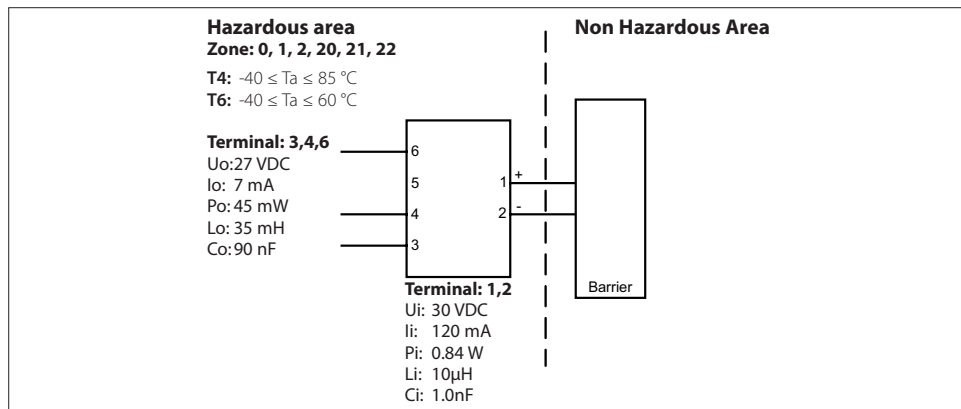 Hazardous area
Zone: 0, 1, 2, 20, 21, 22
T4: -40 ≤ Ta ≤ 85 °C
T6: -40 ≤ Ta ≤ 60 °C
Non Hazardous Area
Terminal: 3,4,6
Uo:27 VDC
Io: 7 mA
Po: 45 mW
Lo: 35 mH
Co:90 nF
6
5
4
3
1 +
2 -
Barrier
Terminal: 1,2
Ui: 30 VDC
Ii: 120 mA
Pi: 0.84 W
Li: 10µH
Ci: 1.0nF